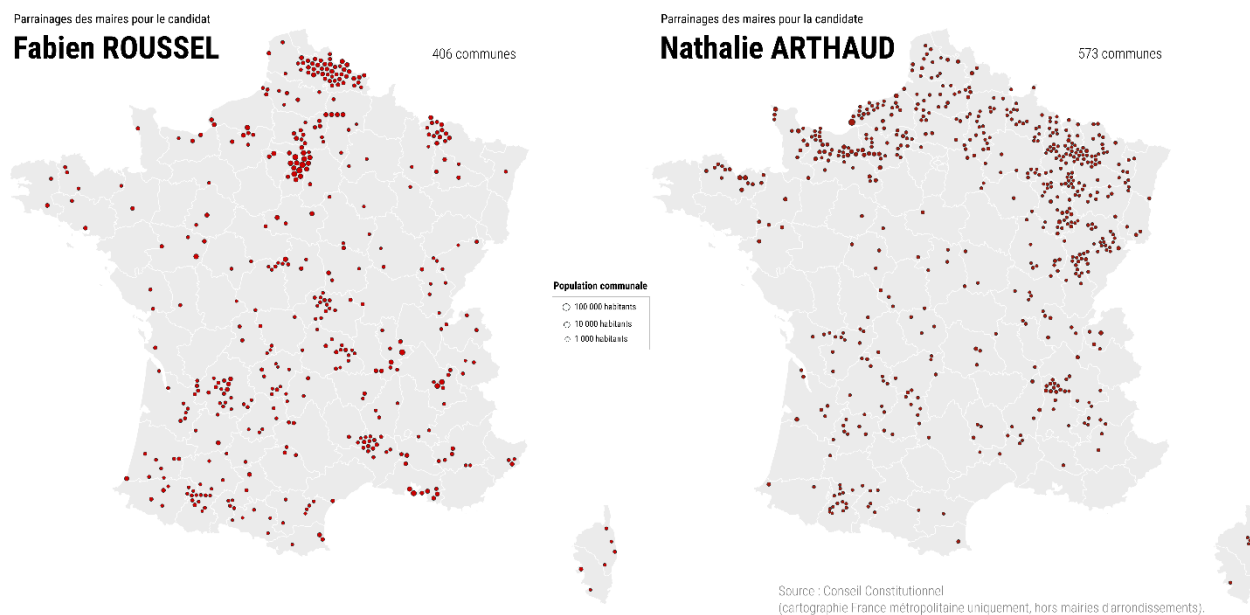 Parrainages des maires pour le candidat
Fabien ROUSSEL
406 communes
Parrainages des maires pour la candidate
Nathalie ARTHAUD
573 communes
Population communale
100 000 habitants
10 000 habitants
1 000 habitants
Source : Conseil Constitutionnel
(cartographie France métropolitaine uniquement, hors mairies d'arrondissements).